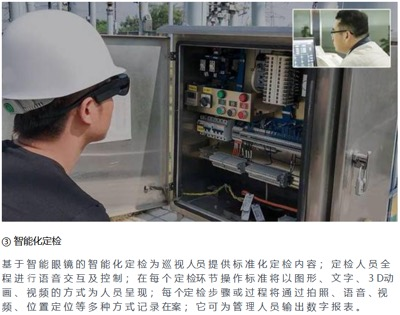 ③ 智能化定检
基于智能眼镜的智能化定检为巡视人员提供标准化定检内容；定检人员全
程进行语音交互及控制；在每个定检环节操作标准将以图形、文字、3D动
画、视频的方式为人员呈现；每个定检步骤或过程将通过拍照、语音、视
频、位置定位等多种方式记录在案；它可为管理人员输出数字报表。